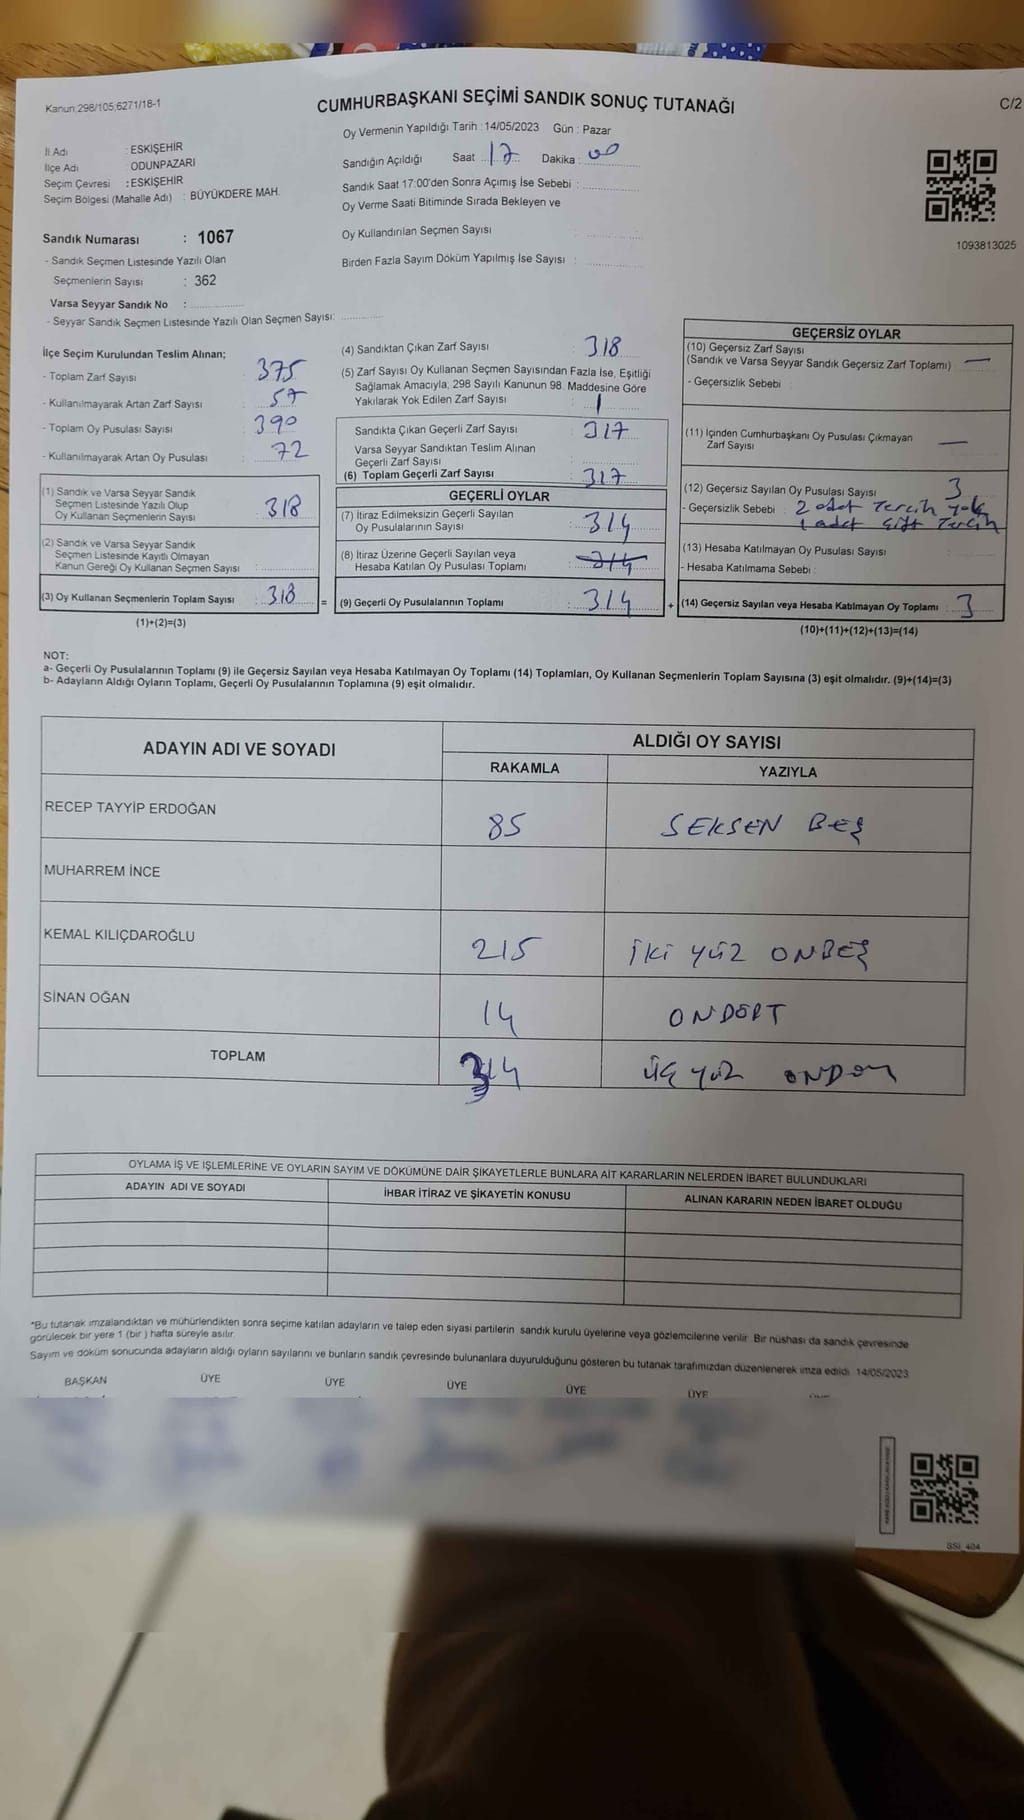 Kanun:298/105;6271/18-1
CUMHURBAŞKANI SEÇİMİ SANDIK SONUÇ TUTANAĞI
C/2
İl Adı : ESKİŞEHİR
İlçe Adı : ODUNPAZARI
Seçim Çevresi : ESKİŞEHİR
Seçim Bölgesi (Mahalle Adı) : BÜYÜKDERE MAH.
Sandık Numarası : 1067
- Sandık Seçmen Listesinde Yazılı Olan
Seçmenlerin Sayısı : 362
Varsa Seyyar Sandık No :
- Seyyar Sandık Seçmen Listesinde Yazılı Olan Seçmen Sayısı:
Oy Vermenin Yapıldığı Tarih :14/05/2023 Gün : Pazar
Sandığın Açıldığı Saat : 17 Dakika : 00
Sandık Saat 17:00'den Sonra Açımış İse Sebebi :
Oy Verme Saati Bitiminde Sırada Bekleyen ve
Oy Kullandırılan Seçmen Sayısı
Birden Fazla Sayım Döküm Yapılmış İse Sayısı :
1093813025
İlçe Seçim Kurulundan Teslim Alınan;
- Toplam Zarf Sayısı : 375
- Kullanılmayarak Artan Zarf Sayısı : 57
- Toplam Oy Pusulası Sayısı : 390
- Kullanılmayarak Artan Oy Pusulası : 72
(1) Sandık ve Varsa Seyyar Sandık
Seçmen Listesinde Yazılı Olup
Oy Kullanan Seçmenlerin Sayısı : 318
(2) Sandık ve Varsa Seyyar Sandık
Seçmen Listesinde Kayıtlı Olmayan
Kanun Gereği Oy Kullanan Seçmen Sayısı :
(3) Oy Kullanan Seçmenlerin Toplam Sayısı : 318 =
(1)+(2)=(3)
(4) Sandıktan Çıkan Zarf Sayısı : 318
(5) Zarf Sayısı Oy Kullanan Seçmen Sayısından Fazla İse, Eşitliği
Sağlamak Amacıyla, 298 Sayılı Kanunun 98. Maddesine Göre
Yakılarak Yok Edilen Zarf Sayısı : 1
Sandıkta Çıkan Geçerli Zarf Sayısı : 317
Varsa Seyyar Sandıktan Teslim Alınan
Geçerli Zarf Sayısı :
(6) Toplam Geçerli Zarf Sayısı : 317
GEÇERLİ OYLAR
(7) İtiraz Edilmeksizin Geçerli Sayılan
Oy Pusulalarının Sayısı : 314
(8) İtiraz Üzerine Geçerli Sayılan veya
Hesaba Katılan Oy Pusulası Toplamı : 314
(9) Geçerli Oy Pusulalarının Toplamı : 314 +
GEÇERSİZ OYLAR
(10) Geçersiz Zarf Sayısı
(Sandık ve Varsa Seyyar Sandık Geçersiz Zarf Toplamı) : —
- Geçersizlik Sebebi :
(11) İçinden Cumhurbaşkanı Oy Pusulası Çıkmayan
Zarf Sayısı : —
(12) Geçersiz Sayılan Oy Pusulası Sayısı : 3
- Geçersizlik Sebebi : 2 adet Tercih yok
1 adet Çift Tercih
(13) Hesaba Katılmayan Oy Pusulası Sayısı :
- Hesaba Katılmama Sebebi :
(14) Geçersiz Sayılan veya Hesaba Katılmayan Oy Toplamı : 3
(10)+(11)+(12)+(13)=(14)
NOT:
a- Geçerli Oy Pusulalarının Toplamı (9) ile Geçersiz Sayılan veya Hesaba Katılmayan Oy Toplamı (14) Toplamları, Oy Kullanan Seçmenlerin Toplam Sayısına (3) eşit olmalıdır. (9)+(14)=(3)
b- Adayların Aldığı Oyların Toplamı, Geçerli Oy Pusulalarının Toplamına (9) eşit olmalıdır.
ADAYIN ADI VE SOYADI
ALDIĞI OY SAYISI
RAKAMLA YAZIYLA
RECEP TAYYİP ERDOĞAN 85 SEKSEN BEŞ
MUHARREM İNCE
KEMAL KILIÇDAROĞLU 215 İKİ YÜZ ONBEŞ
SİNAN OĞAN 14 ONDÖRT
TOPLAM 314 ÜÇ YÜZ
OYLAMA İŞ VE İŞLEMLERİNE VE OYLARIN SAYIM VE DÖKÜMÜNE DAİR ŞİKAYETLERLE BUNLARA AİT KARARLARIN NELERDEN İBARET BULUNDUKLARI
ADAYIN ADI VE SOYADI İHBAR İTİRAZ VE ŞİKAYETİN KONUSU ALINAN KARARIN NEDEN İBARET OLDUĞU
*Bu tutanak imzalandıktan ve mühürlendikten sonra seçime katılan adayların ve talep eden siyasi partilerin sandık kurulu üyelerine veya gözlemcilerine verilir. Bir nüshası da sandık çevresinde
görülecek bir yere 1 (bir ) hafta süreyle asılır.
Sayım ve döküm sonucunda adayların aldığı oyların sayılarını ve bunların sandık çevresinde bulunanlara duyurulduğunu gösteren bu tutanak tarafımızdan düzenlenerek imza edildi. 14/05/2023
BAŞKAN ÜYE ÜYE ÜYE ÜYE ÜYE
SSI_404